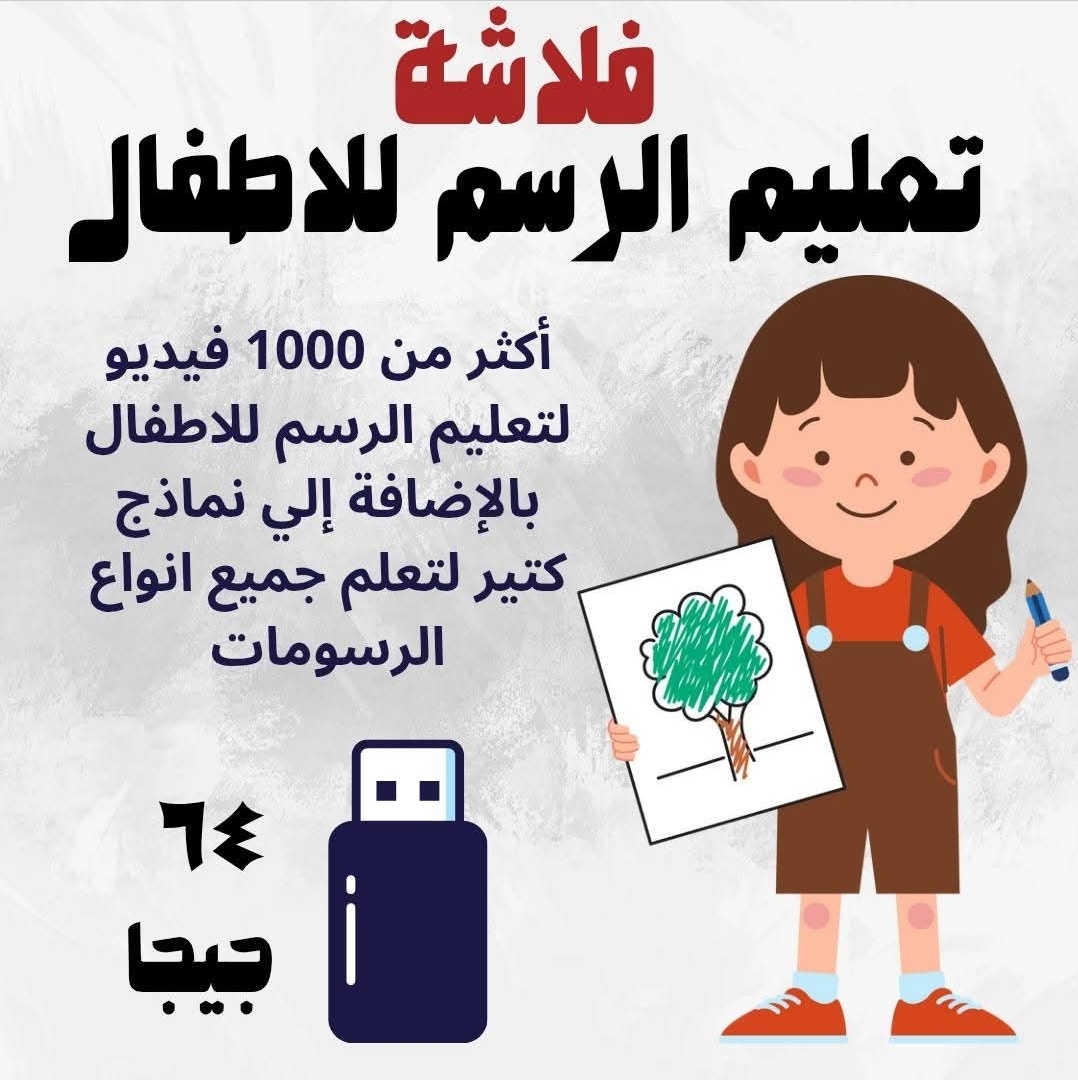 فلاشة
تعليم الرسم للاطفال
أكثر من 1000 فيديو
لتعليم الرسم للاطفال
بالإضافة إلي نماذج
كتير لتعلم جميع انواع
الرسومات
٦٤
جيجا